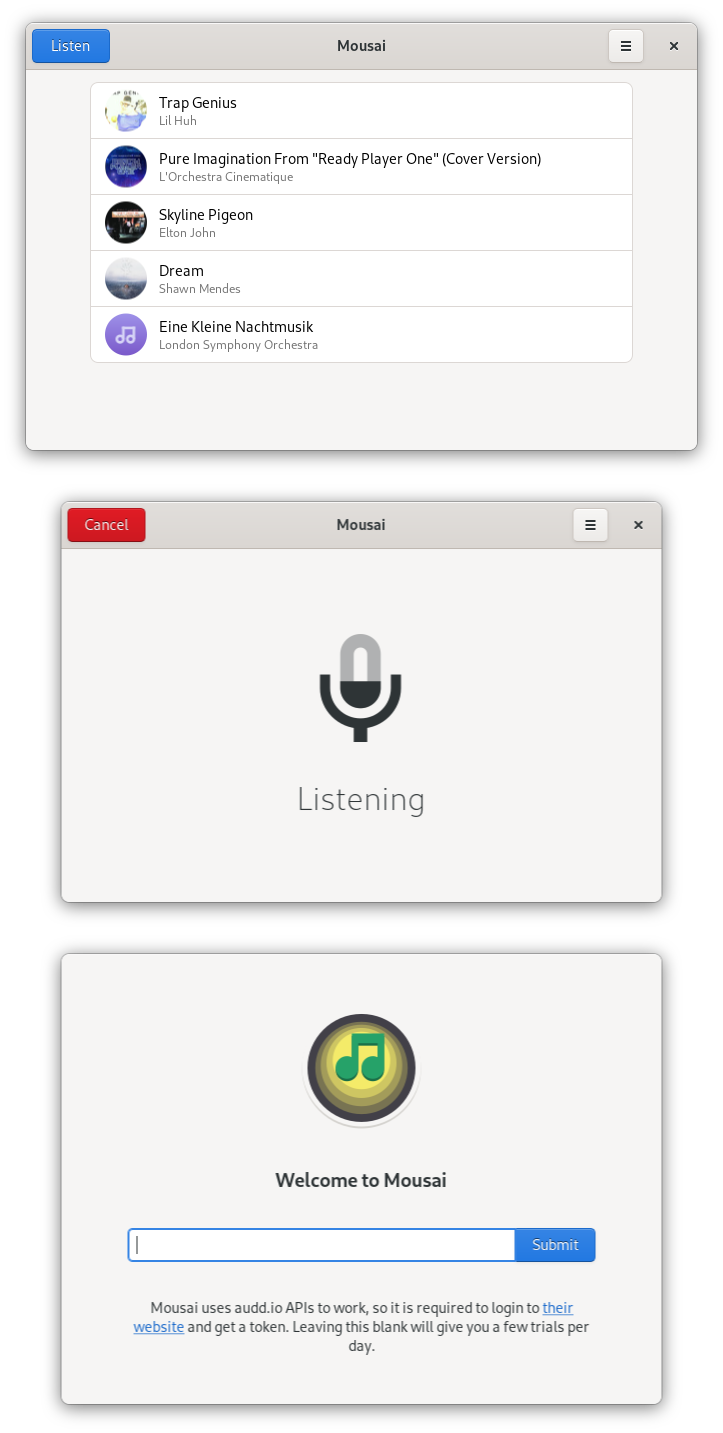 Listen
Mousai
Trap Genius
Lil Huh
Pure Imagination From "Ready Player One" (Cover Version)
L'Orchestra Cinematique
Skyline Pigeon
Elton John
Dream
Shawn Mendes
Eine Kleine Nachtmusik
London Symphony Orchestra
Cancel
Mousai
Listening
Welcome to Mousai
Submit
Mousai uses audd.io APIs to work, so it is required to login to their
website and get a token. Leaving this blank will give you a few trials per
day.